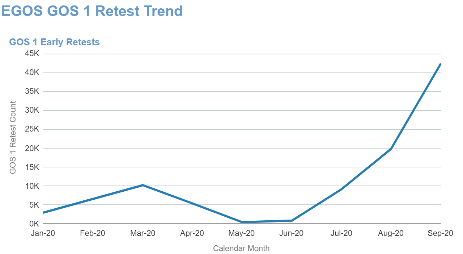 EGOS GOS 1 Retest Trend
GOS 1 Early Retests
45K
40K
35K
30K
25K
20K
15K
10K
5K
0K
GOS 1 Retest Count
Jan-20 Feb-20 Mar-20 Apr-20 May-20 Jun-20 Jul-20 Aug-20 Sep-20
Calendar Month